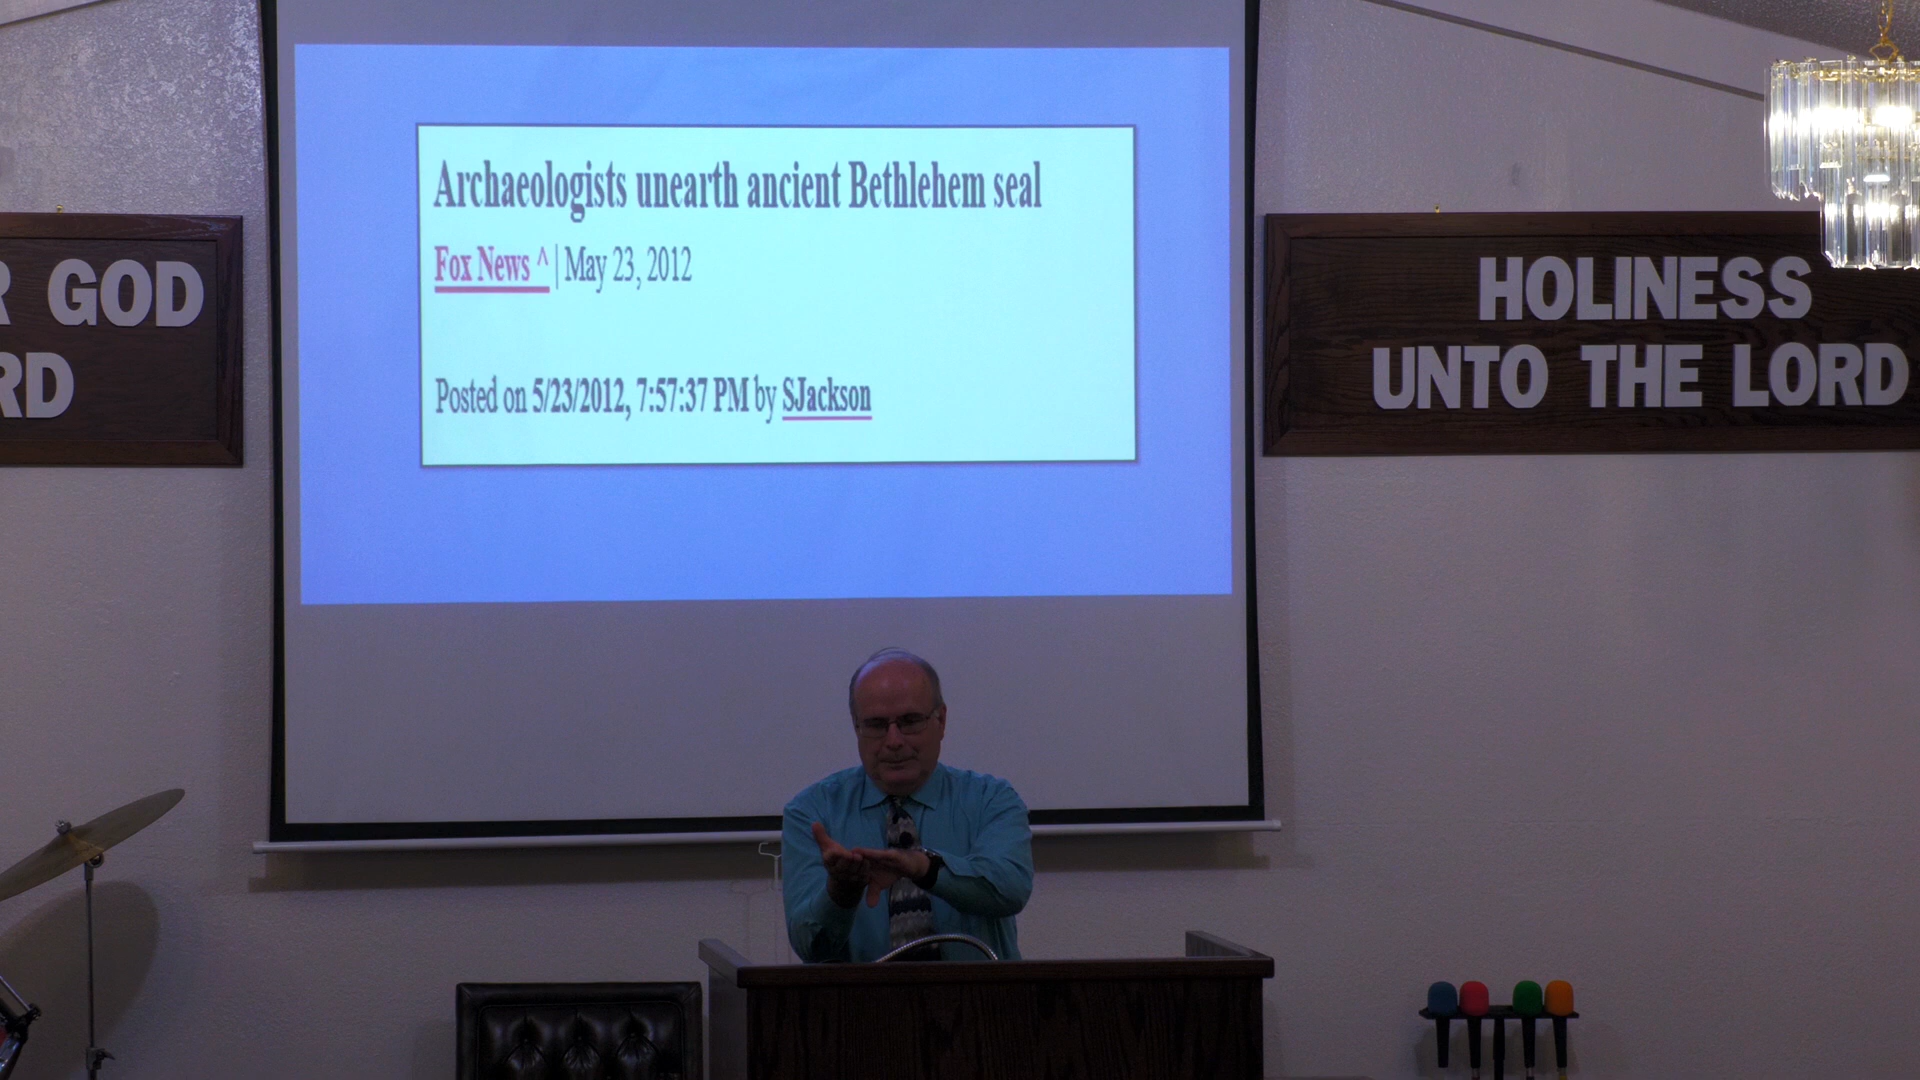 Archaeologists unearth ancient Bethlehem seal
Fox News ^ | May 23, 2012
Posted on 5/23/2012, 7:57:37 PM by SJackson
GOD
HOLINESS
UNTO THE LORD